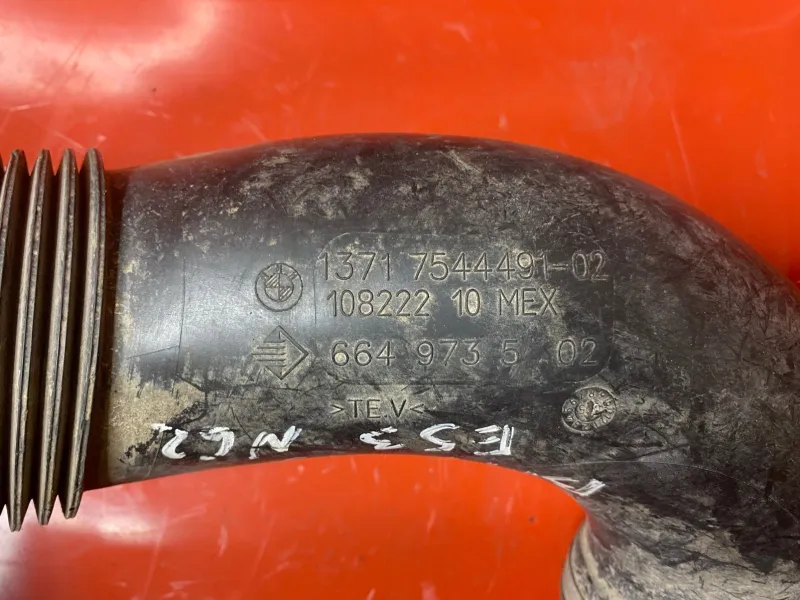 1371 7544491-02
108222 10 MEX
664 973 5 02
>TE.V<
E53
N62